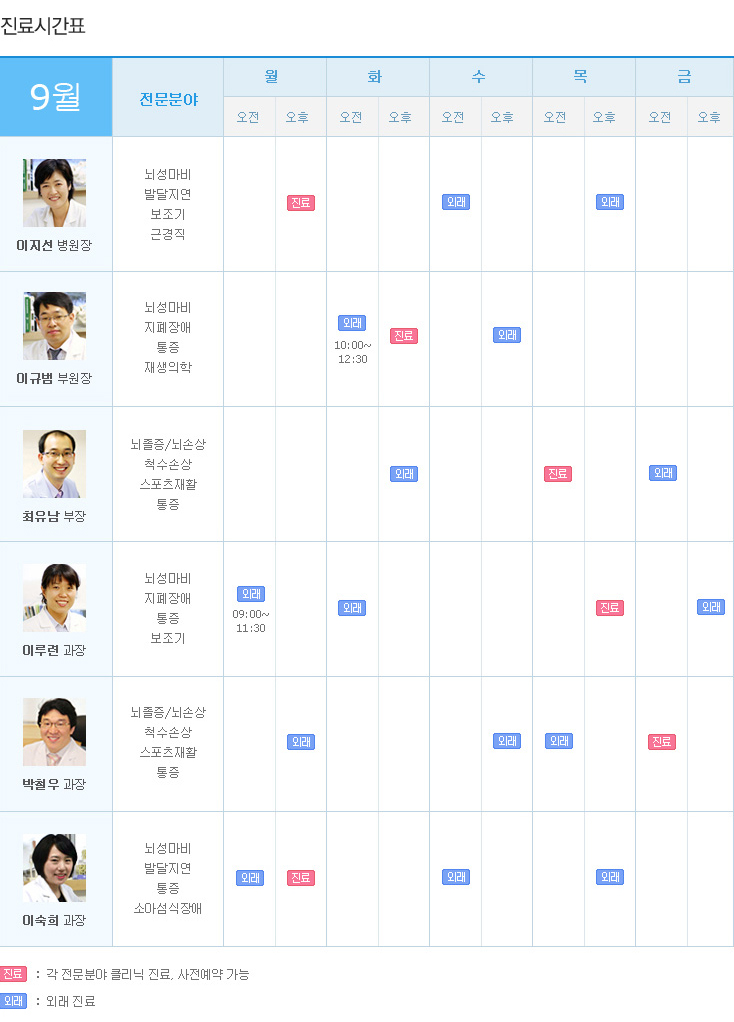 진료시간표
9월 전문분야 월 화 수 목 금
오전 오후 오전 오후 오전 오후 오전 오후 오전 오후
뇌성마비
발달지연
보조기
근경직
진료 외래 외래
이지선 병원장
뇌성마비
지폐장애
통증
재생의학
외래
10:00~
12:30
진료 외래
이규범 부원장
뇌졸증/뇌손상
척수손상
스포츠재활
통증
외래 진료 외래
최유남 부장
뇌성마비
지폐장애
통증
보조기
외래
09:00~
11:30
외래 진료 외래
이루련 과장
뇌졸증/뇌손상
척수손상
스포츠재활
통증
외래 외래 외래 진료
박철우 과장
뇌성마비
발달지연
통증
소아섬식장애
외래 진료 외래 외래
이숙희 과장
진료 : 각 전문분야 클리닉 진료, 사전예약 가능
외래 : 외래 진료